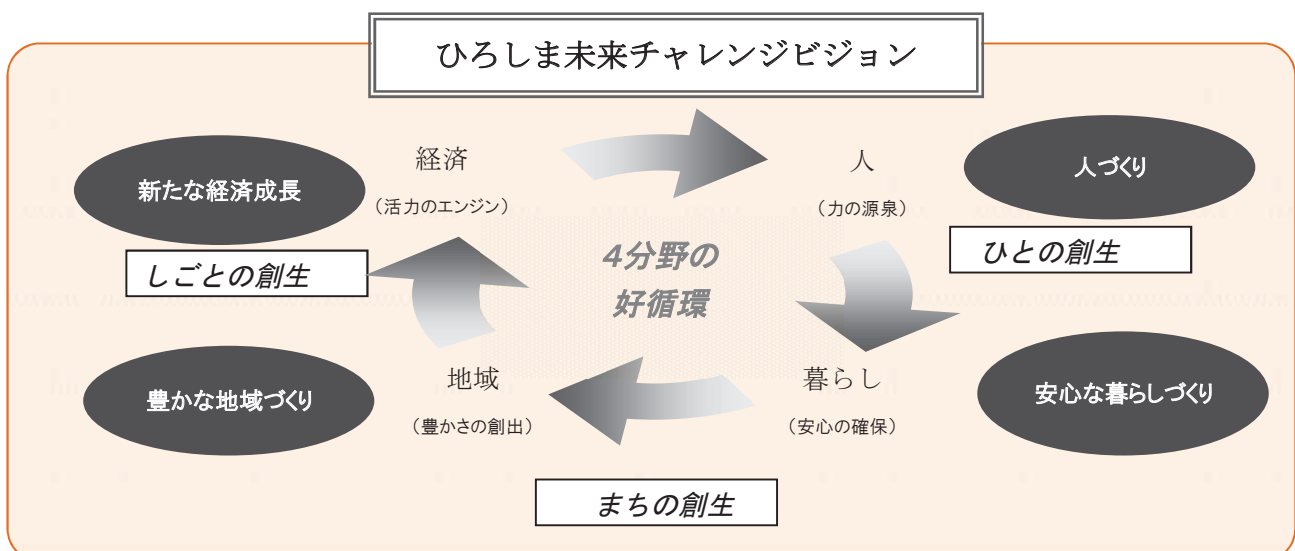 ひろしま未来チャレンジビジョン
経済
(活力のエンジン)
人
(力の源泉)
新たな経済成長
人づくり
しごとの創生
ひとの創生
4分野の
好循環
地域
(豊かさの創出)
暮らし
(安心の確保)
豊かな地域づくり
安心な暮らしづくり
まちの創生